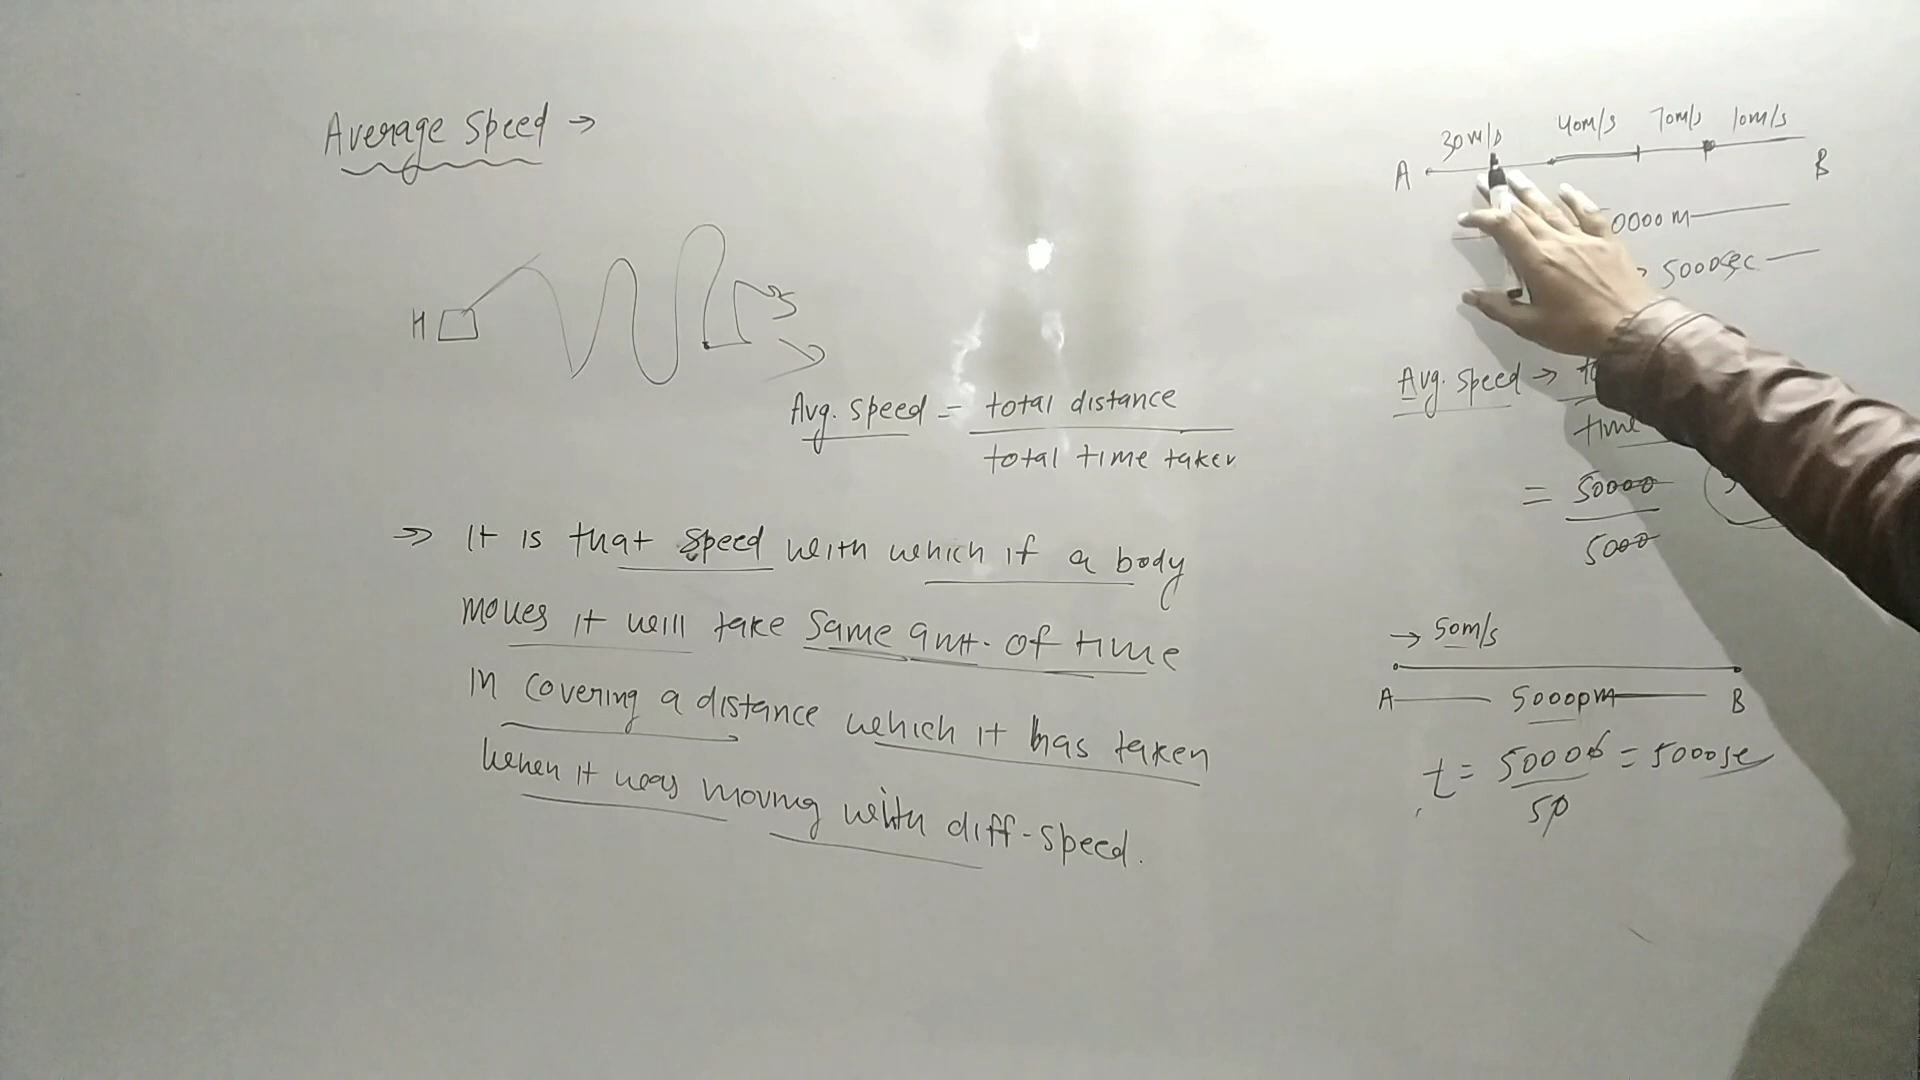 Average Speed →
H
S
Avg. speed = total distance
total time taken
⇒ It is that speed with which if a body
moves it will take same amt. of time
in covering a distance which it has taken
when it was moving with diff-speed.
30m/s 40m/s 70m/s 10m/s
A B
0000 m
5000sec
Avg. speed →
time
= 50000
5000
→ 50m/s
A 50000m B
t = 50000 = 5000se
50